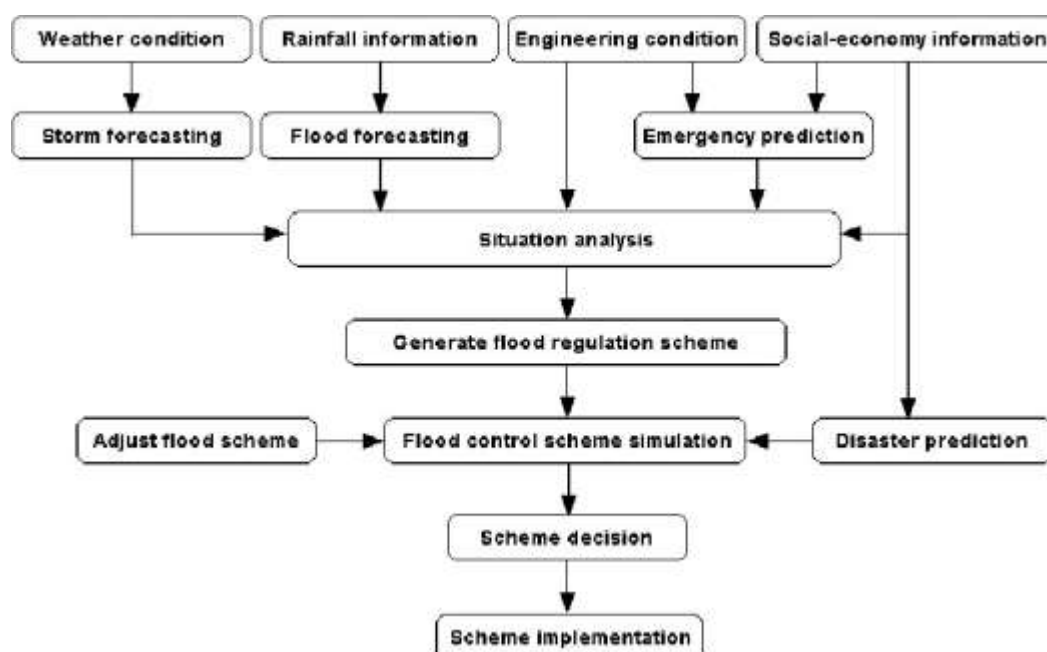 Weather condition
Rainfall information
Engineering condition
Social-economy information
Storm forecasting
Flood forecasting
Emergency prediction
Situation analysis
Generate flood regulation scheme
Adjust flood scheme
Flood control scheme simulation
Disaster prediction
Scheme decision
Scheme implementation